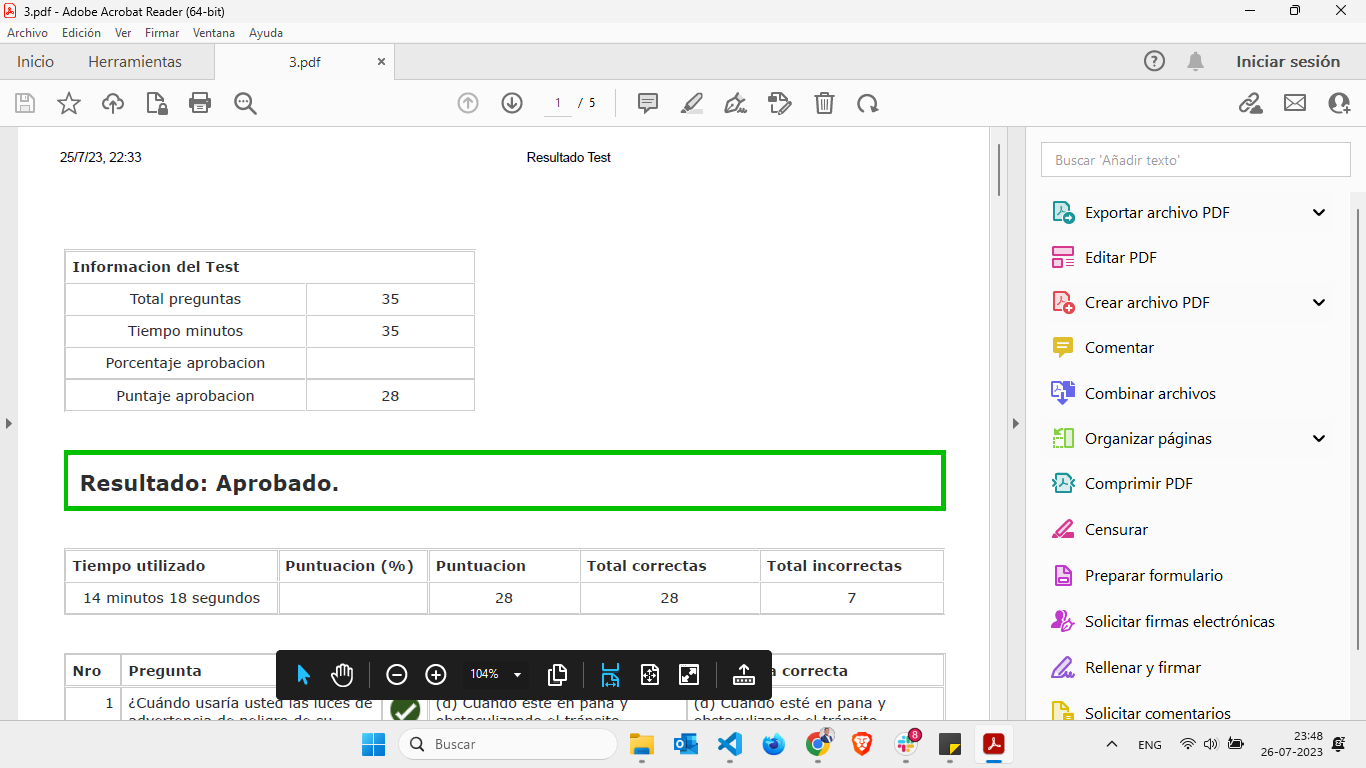 3.pdf - Adobe Acrobat Reader (64-bit)
Archivo Edición Ver Firmar Ventana Ayuda
Inicio Herramientas 3.pdf Iniciar sesión
1 / 5
25/7/23, 22:33 Resultado Test
Informacion del Test
Total preguntas 35
Tiempo minutos 35
Porcentaje aprobacion
Puntaje aprobacion 28
Resultado: Aprobado.
Tiempo utilizado Puntuacion (%) Puntuacion Total correctas Total incorrectas
14 minutos 18 segundos 28 28 7
Nro Pregunta correcta
1 ¿Cuándo usaría usted las luces de (d) Cuando esté en pana y (d) Cuando esté en pana y
advertencia de peligro de su obstaculizando el tránsito obstaculizando el tránsito
104%
Buscar 'Añadir texto'
Exportar archivo PDF
Editar PDF
Crear archivo PDF
Comentar
Combinar archivos
Organizar páginas
Comprimir PDF
Censurar
Preparar formulario
Solicitar firmas electrónicas
Rellenar y firmar
Solicitar comentarios
Buscar
8
ENG
23:48
26-07-2023